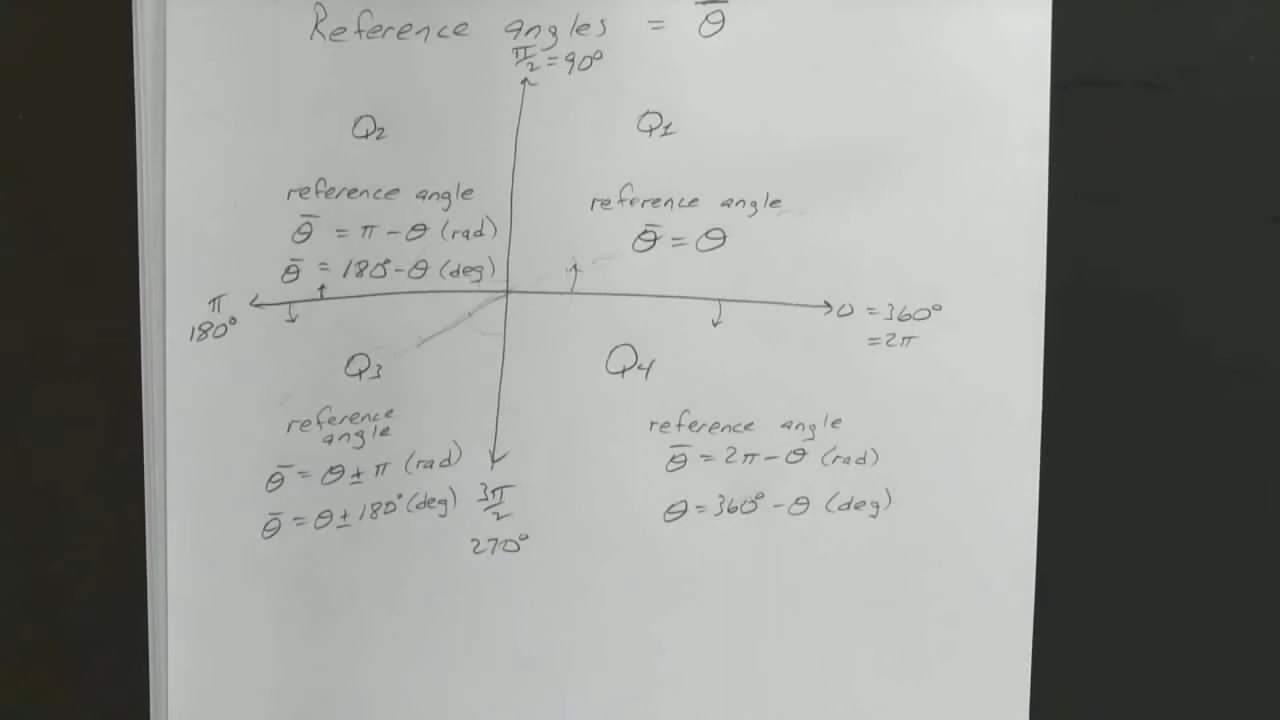 Reference angles = θ̅
π/2 = 90°
Q2
Q1
reference angle
θ̅ = π - θ (rad)
θ̅ = 180° - θ (deg)
reference angle
θ̅ = θ
π
180°
0 = 360°
= 2π
Q3
Q4
reference
angle
θ̅ = θ ± π (rad)
θ̅ = θ ± 180° (deg)
3π/2
270°
reference angle
θ̅ = 2π - θ (rad)
θ = 360° - θ (deg)